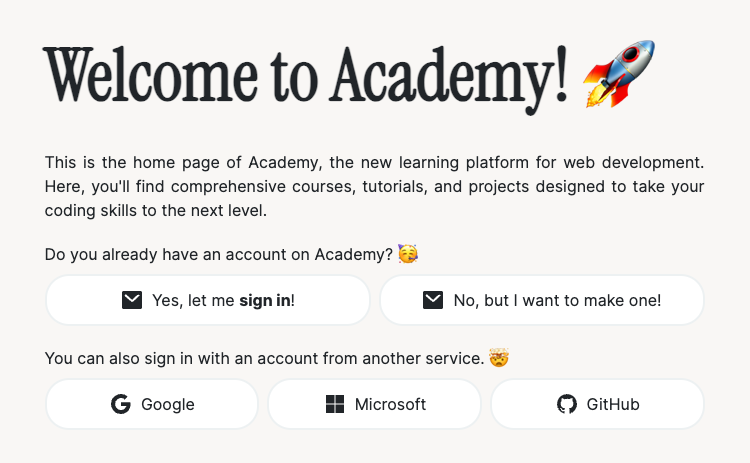 Welcome to Academy! 🚀
This is the home page of Academy, the new learning platform for web development.
Here, you'll find comprehensive courses, tutorials, and projects designed to take your
coding skills to the next level.
Do you already have an account on Academy? 🥳
Yes, let me sign in!
No, but I want to make one!
You can also sign in with an account from another service. 🤯
Google
Microsoft
GitHub